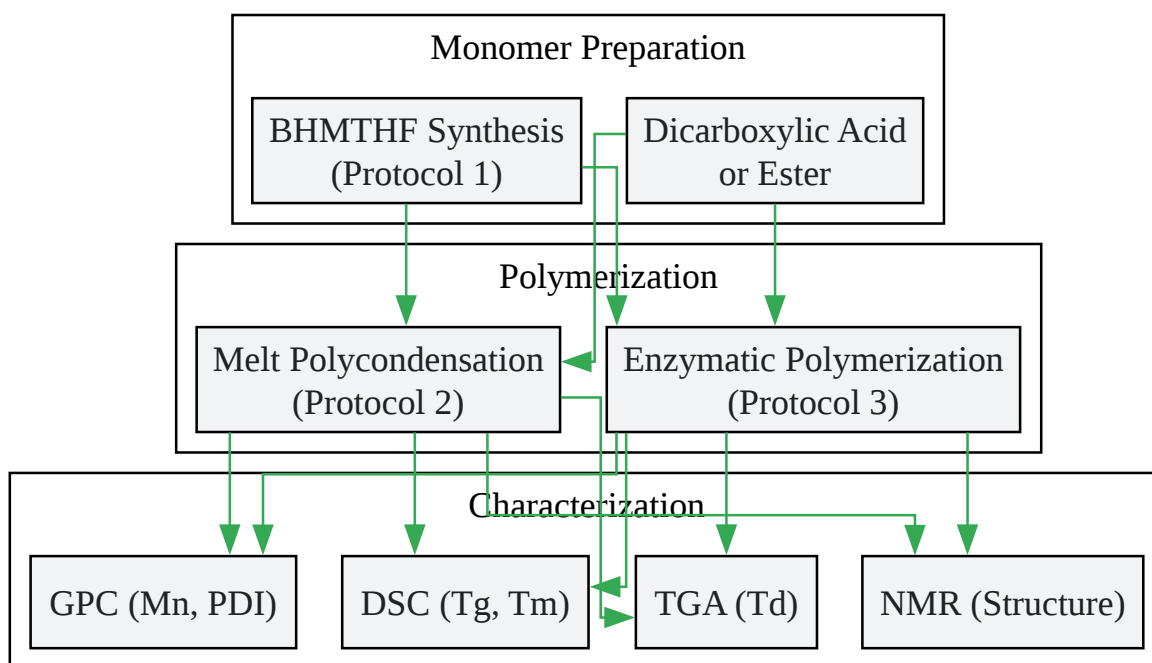 Monomer Preparation
BHMTHF Synthesis
(Protocol 1)
Dicarboxylic Acid
or Ester
Polymerization
Melt Polycondensation
(Protocol 2)
Enzymatic Polymerization
(Protocol 3)
Characterization
GPC (Mn, PDI)
DSC (Tg, Tm)
TGA (Td)
NMR (Structure)